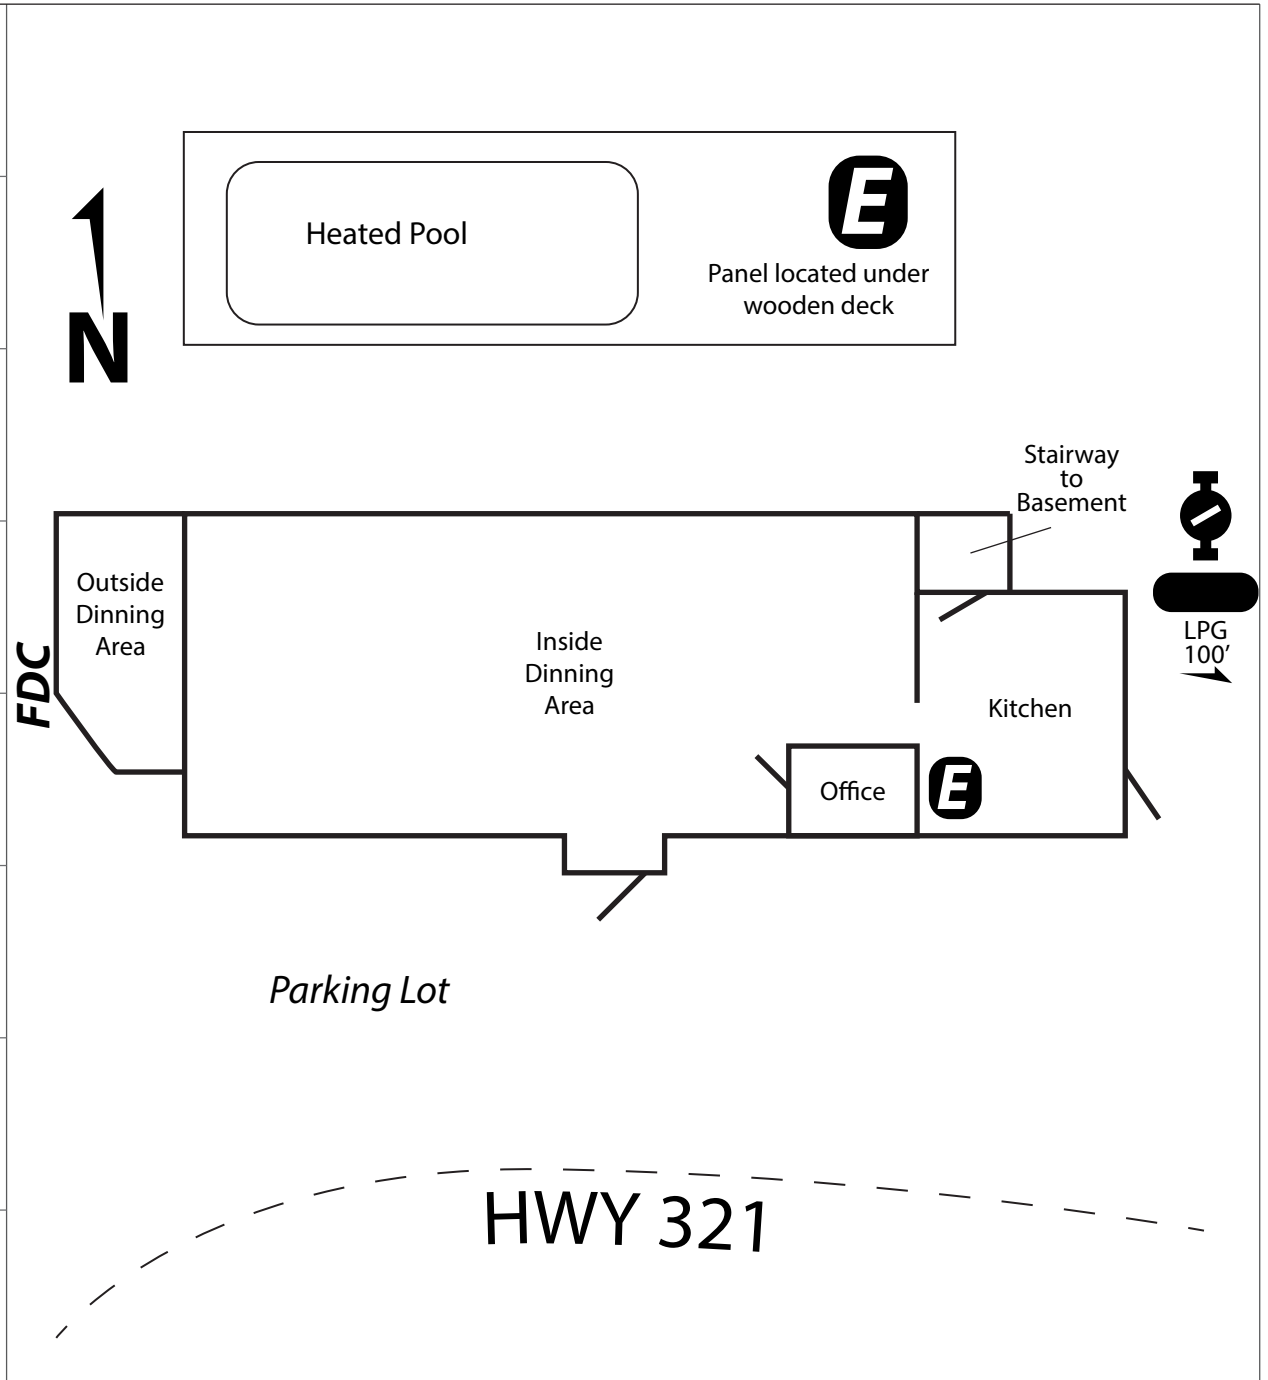 E
Heated Pool
Panel located under
wooden deck
N
Stairway
to
Basement
Outside
Dinning
Area
FDC
Inside
Dinning
Area
LPG
100’
Kitchen
Office
E
Parking Lot
HWY 321